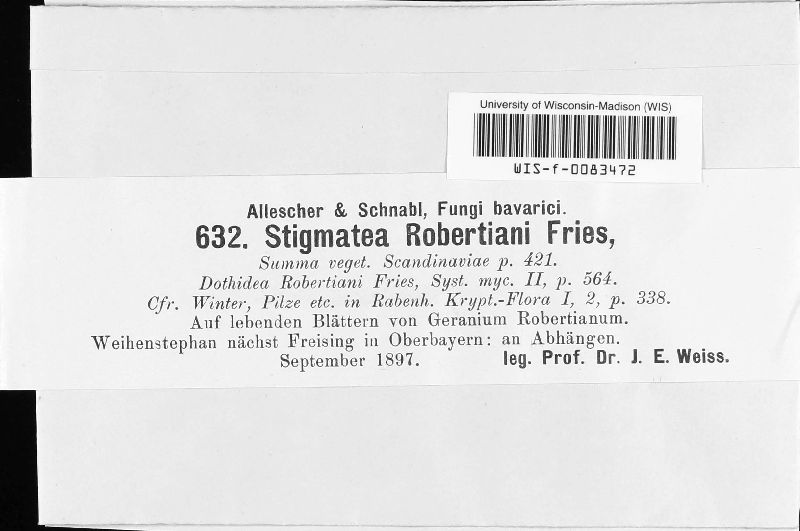 University of Wisconsin-Madison (WIS)
WIS-f-0083472
Allescher & Schnabl, Fungi bavarici.
632. Stigmatea Robertiani Fries,
Summa veget. Scandinaviae p. 421.
Dothidea Robertiani Fries, Syst. myc. II, p. 564.
Cfr. Winter, Pilze etc. in Rabenh. Krypt.-Flora I, 2, p. 338.
Auf lebenden Blättern von Geranium Robertianum.
Weihenstephan nächst Freising in Oberbayern: an Abhängen.
September 1897. leg. Prof. Dr. J. E. Weiss.